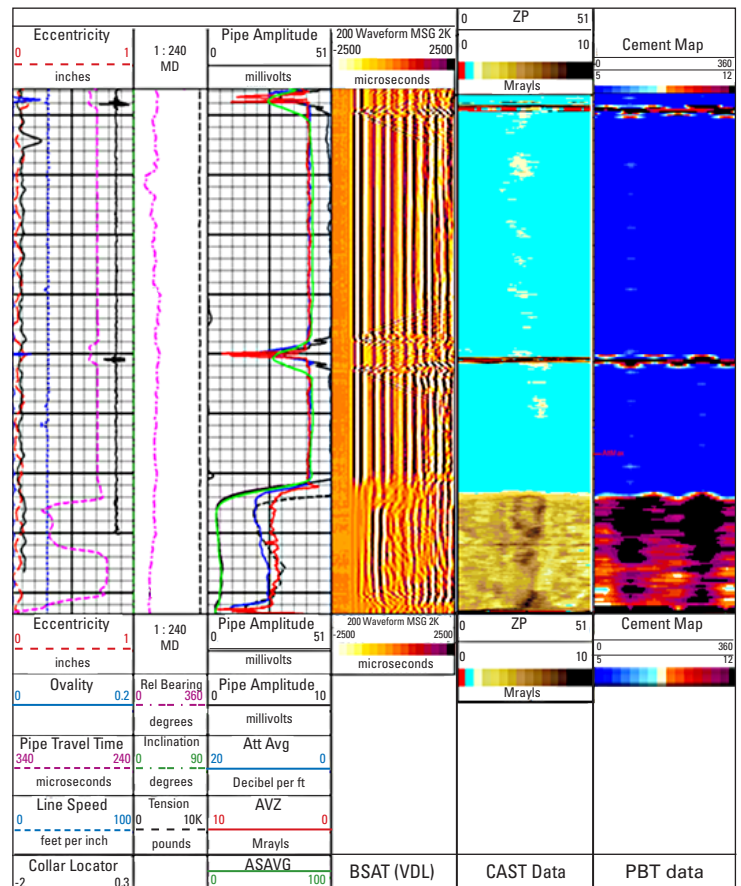 Eccentricity
0 1
inches
1 : 240
MD
Pipe Amplitude
0 51
millivolts
200 Waveform MSG 2K
-2500 2500
microseconds
0 ZP 51
0 10
Mrayls
Cement Map
0 360
5 12
Eccentricity
0 1
inches
1 : 240
MD
Pipe Amplitude
0 51
millivolts
200 Waveform MSG 2K
-2500 2500
microseconds
0 ZP 51
0 10
Mrayls
Cement Map
0 360
5 12
Ovality
0 0.2
Rel Bearing
0 360
degrees
Pipe Amplitude
0 10
millivolts
Pipe Travel Time
340 240
microseconds
Inclination
0 90
degrees
Att Avg
20 0
Decibel per ft
Line Speed
0 100
feet per inch
Tension
0 10K
pounds
AVZ
10 0
Mrayls
Collar Locator
-2 0.3
ASAVG
0 100
BSAT (VDL)
CAST Data
PBT data